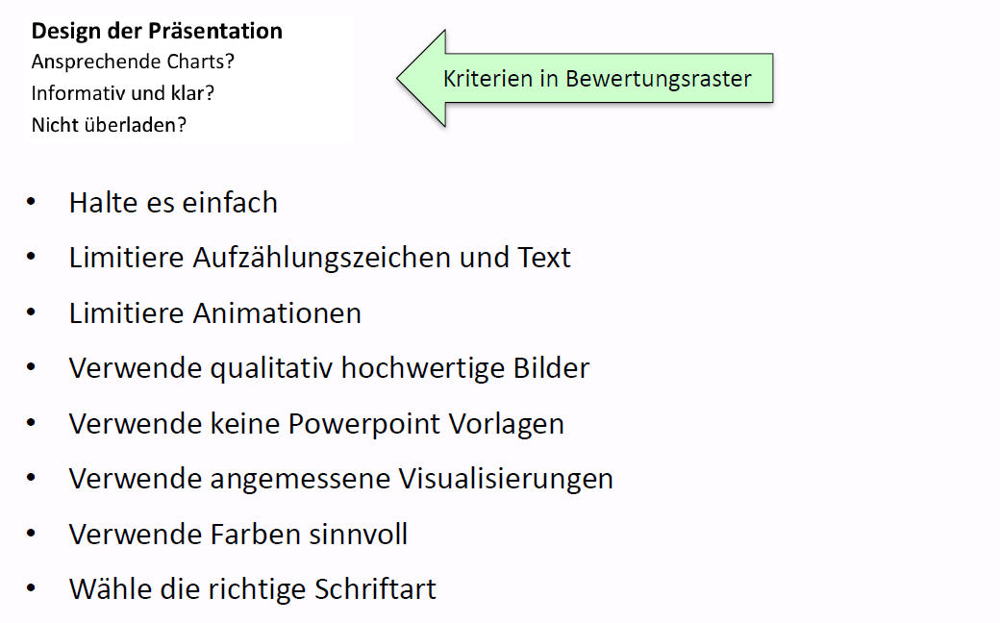 Design der Präsentation
Ansprechende Charts?
Informativ und klar?
Nicht überladen?
Kriterien in Bewertungsraster
• Halte es einfach
• Limitiere Aufzählungszeichen und Text
• Limitiere Animationen
• Verwende qualitativ hochwertige Bilder
• Verwende keine Powerpoint Vorlagen
• Verwende angemessene Visualisierungen
• Verwende Farben sinnvoll
• Wähle die richtige Schriftart